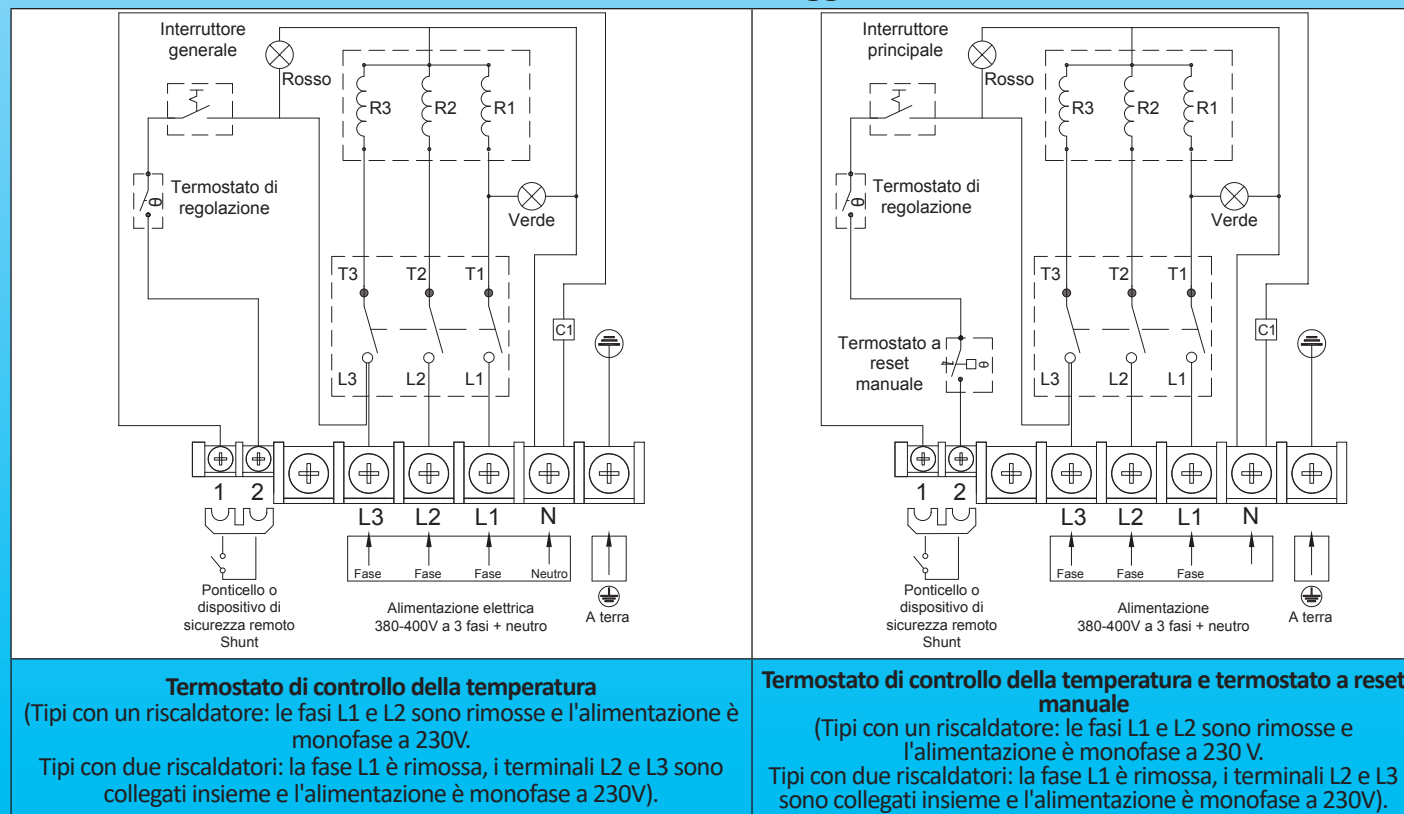 Interruttore
generale
Rosso
R3
R2
R1
Termostato di
regolazione
θ
Verde
T3
T2
T1
C1
L3
L2
L1
1
2
L3
L2
L1
N
Fase
Fase
Fase
Neutro
Ponticello o
dispositivo di
sicurezza remoto
Shunt
Alimentazione elettrica
380-400V a 3 fasi + neutro
A terra
Termostato di controllo della temperatura
(Tipi con un riscaldatore: le fasi L1 e L2 sono rimosse e l'alimentazione è
monofase a 230V.
Tipi con due riscaldatori: la fase L1 è rimossa, i terminali L2 e L3 sono
collegati insieme e l'alimentazione è monofase a 230V).
Interruttore
principale
Rosso
R3
R2
R1
Termostato di
regolazione
θ
Verde
T3
T2
T1
C1
Termostato a
reset
manuale
θ
L3
L2
L1
1
2
L3
L2
L1
N
Fase
Fase
Fase
Ponticello o
dispositivo di
sicurezza remoto
Shunt
Alimentazione
380-400V a 3 fasi + neutro
A terra
Termostato di controllo della temperatura e termostato a reset
manuale
(Tipi con un riscaldatore: le fasi L1 e L2 sono rimosse e
l'alimentazione è monofase a 230 V.
Tipi con due riscaldatori: la fase L1 è rimossa, i terminali L2 e L3
sono collegati insieme e l'alimentazione è monofase a 230V).